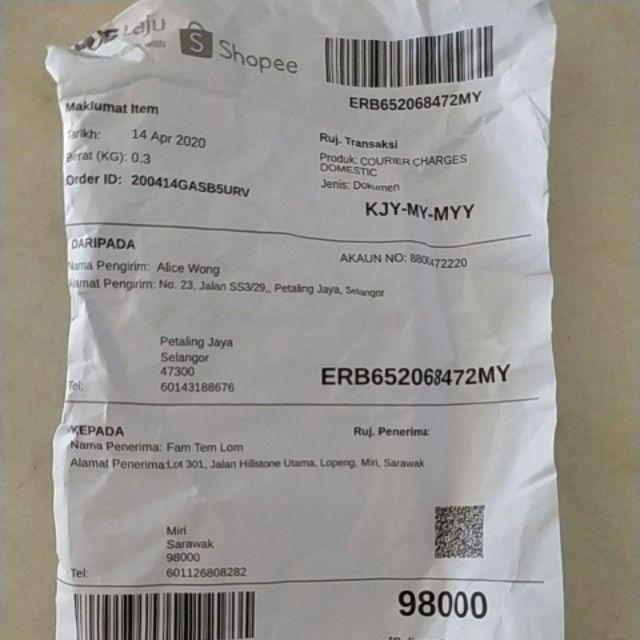 Laju
with Shopee
ERB652068472MY
Maklumat Item
Tarikh: 14 Apr 2020
Berat (KG): 0.3
Order ID: 200414GASB5URV
Ruj. Transaksi
Produk: COURIER CHARGES
DOMESTIC
Jenis: Dokumen
KJY-MY-MYY
DARIPADA
AKAUN NO:
Nama Pengirim: Alice Wong
Alamat Pengirim: No. 23, Jalan SS3/29,, Petaling Jaya, Selangor
Petaling Jaya
Selangor
47300
Tel: 60143188676
ERB652068472MY
KEPADA
Ruj. Penerima:
Nama Penerima: Fam Tem Lom
Alamat Penerima:Lot 301, Jalan Hillstone Utama, Lopeng, Miri, Sarawak
Miri
Sarawak
98000
Tel: 601126808282
98000